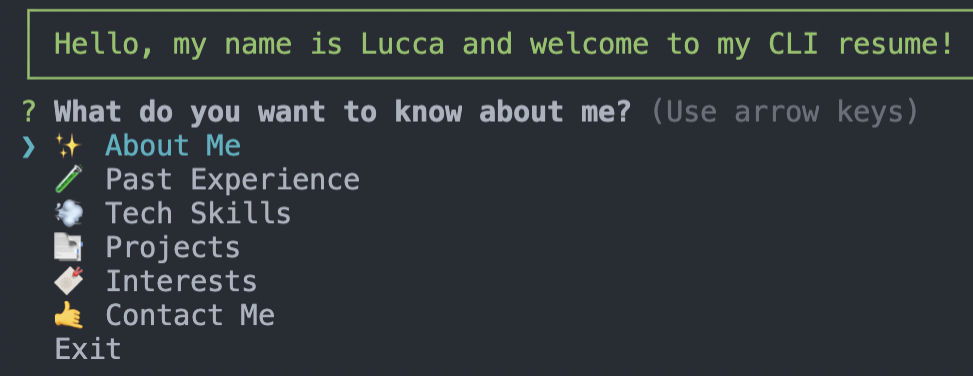 Hello, my name is Lucca and welcome to my CLI resume!
? What do you want to know about me? (Use arrow keys)
❯ ✨ About Me
🧪 Past Experience
💨 Tech Skills
📑 Projects
📌 Interests
🤙 Contact Me
Exit